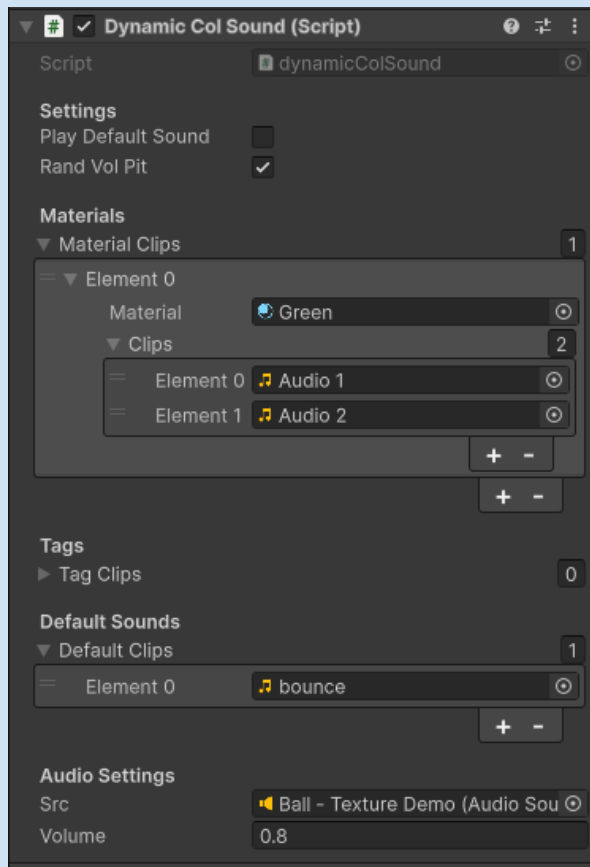 Dynamic Col Sound (Script)
Script dynamicColSound
Settings
Play Default Sound
Rand Vol Pit
Materials
Material Clips 1
Element 0
Material Green
Clips 2
Element 0 Audio 1
Element 1 Audio 2
+ -
+ -
Tags
Tag Clips 0
Default Sounds
Default Clips 1
Element 0 bounce
+ -
Audio Settings
Src Ball - Texture Demo (Audio Sou
Volume 0.8